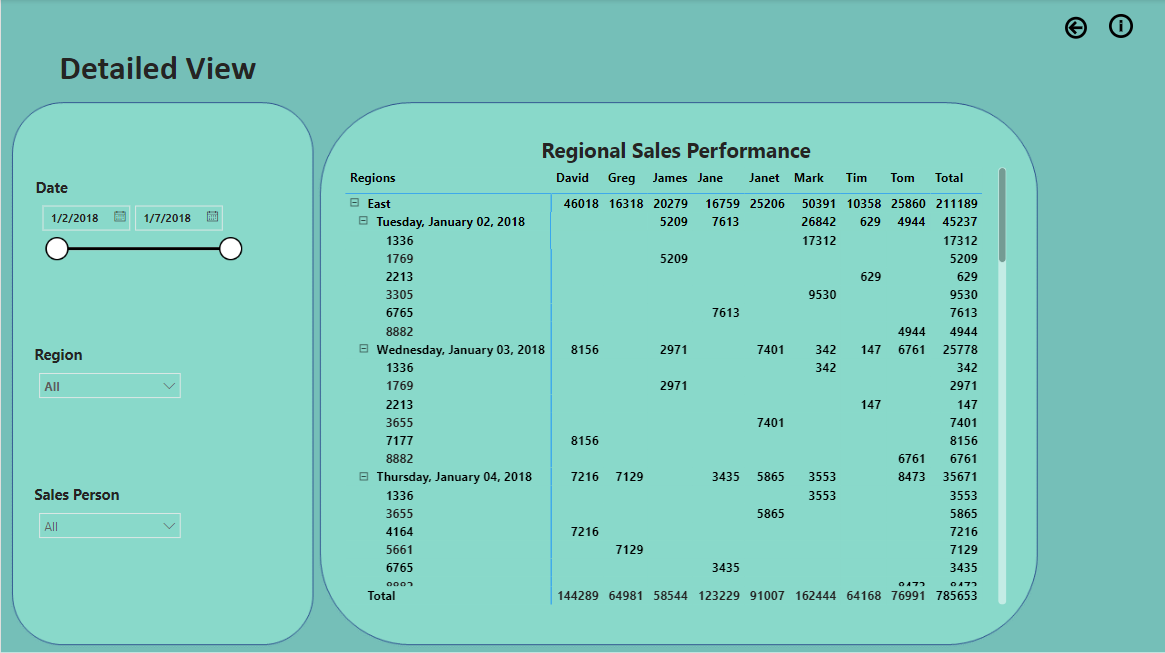 Detailed View
Date
1/2/2018 1/7/2018
Region
All
Sales Person
All
Regional Sales Performance
Regions David Greg James Jane Janet Mark Tim Tom Total
East 46018 16318 20279 16759 25206 50391 10358 25860 211189
Tuesday, January 02, 2018 5209 7613 26842 629 4944 45237
1336 17312 17312
1769 5209 5209
2213 629 629
3305 9530 9530
6765 7613 7613
8882 4944 4944
Wednesday, January 03, 2018 8156 2971 7401 342 147 6761 25778
1336 342 342
1769 2971 2971
2213 147 147
3655 7401 7401
7177 8156 8156
8882 6761 6761
Thursday, January 04, 2018 7216 7129 3435 5865 3553 8473 35671
1336 3553 3553
3655 5865 5865
4164 7216 7216
5661 7129 7129
6765 3435 3435
8882 8473 8473
Total 144289 64981 58544 123229 91007 162444 64168 76991 785653